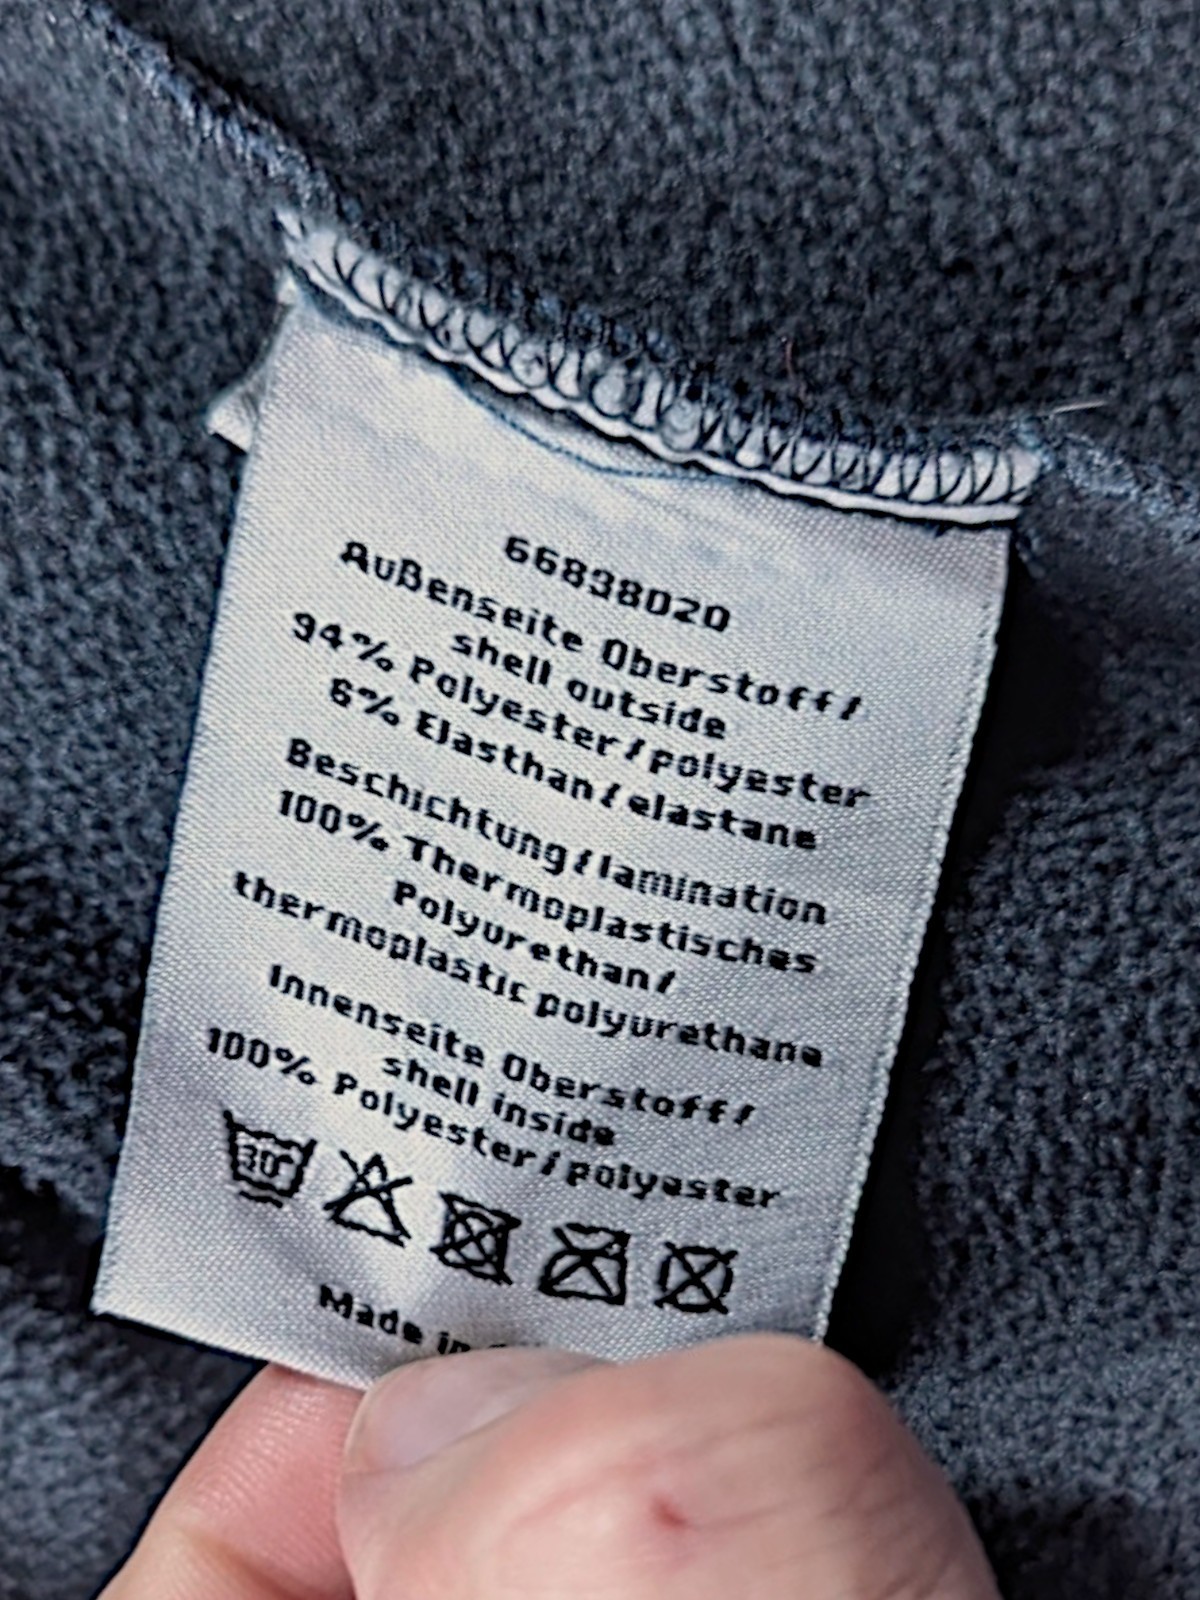 66898020
Außenseite Oberstoff/
shell outside
94% Polyester/polyester
6% Elasthan/elastane
Beschichtung/lamination
100% Thermoplastisches
Polyurethan/
thermoplastic polyurethane
Innenseite Oberstoff/
shell inside
100% Polyester/polyester
30°
Made in